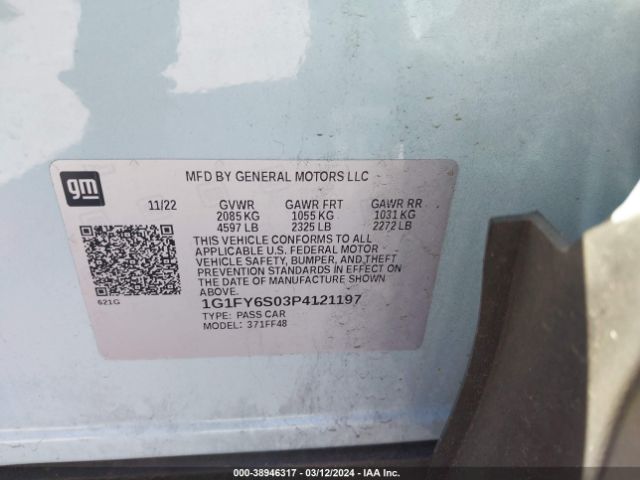 gm
MFD BY GENERAL MOTORS LLC
11/22 GVWR GAWR FRT GAWR RR
2085 KG 1055 KG 1031 KG
4597 LB 2325 LB 2272 LB
THIS VEHICLE CONFORMS TO ALL
APPLICABLE U.S. FEDERAL MOTOR
VEHICLE SAFETY, BUMPER, AND THEFT
PREVENTION STANDARDS IN EFFECT ON
THE DATE OF MANUFACTURE SHOWN
ABOVE.
621G
1G1FY6S03P4121197
TYPE: PASS CAR
MODEL: 371FF48
000-38946317 - 03/12/2024 - IAA Inc.